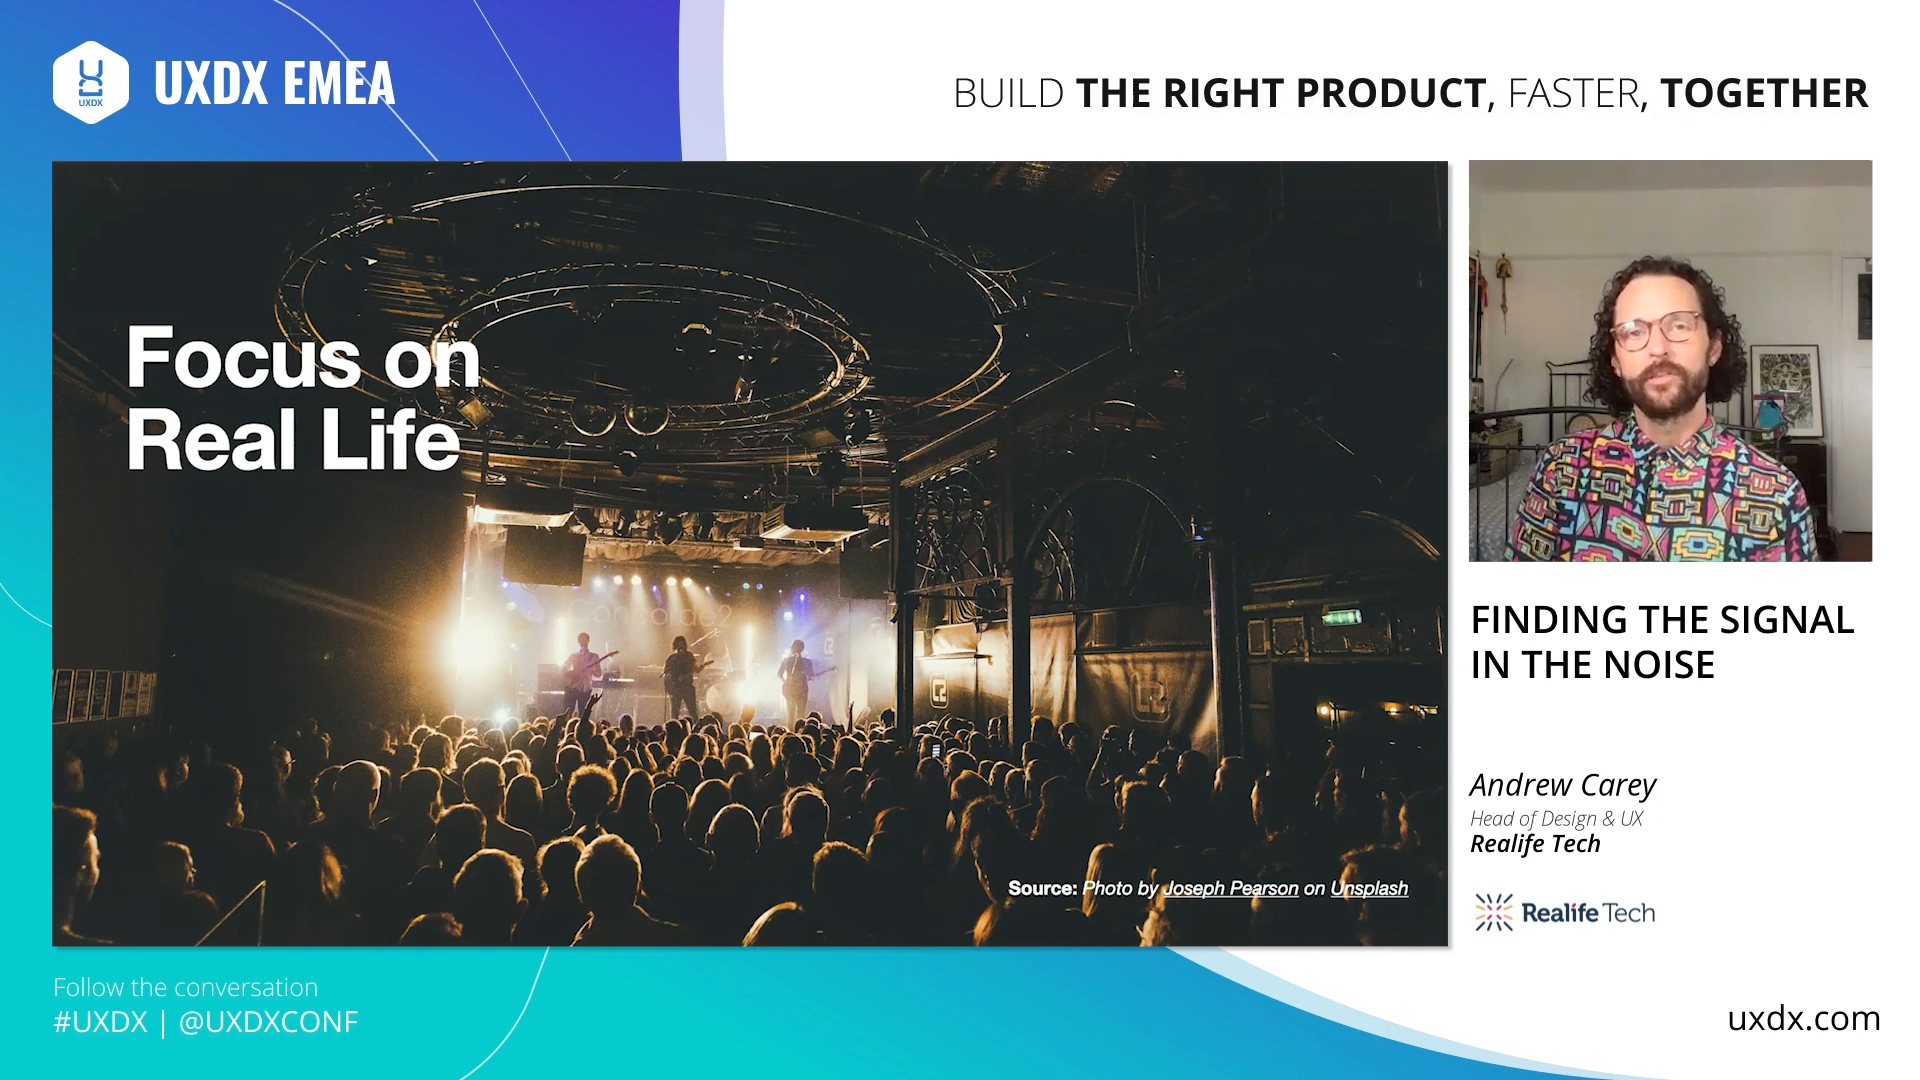 UXDX
UXDX EMEA
BUILD THE RIGHT PRODUCT, FASTER, TOGETHER
Focus on
Real Life
Concorde2
Source: Photo by Joseph Pearson on Unsplash
FINDING THE SIGNAL
IN THE NOISE
Andrew Carey
Head of Design & UX
Realife Tech
Realife Tech
Follow the conversation
#UXDX | @UXDXCONF
uxdx.com